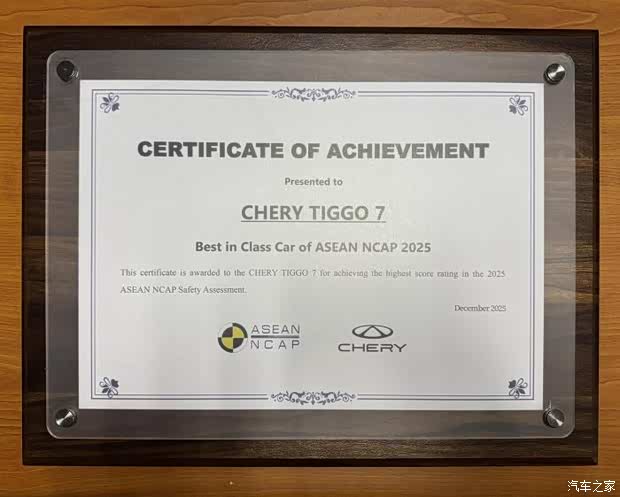 CERTIFICATE OF ACHIEVEMENT
Presented to
CHERY TIGGO 7
Best in Class Car of ASEAN NCAP 2025
This certificate is awarded to the CHERY TIGGO 7 for achieving the highest score rating in the 2025
ASEAN NCAP Safety Assessment.
December 2025
ASEAN
NCAP
CHERY
汽车之家